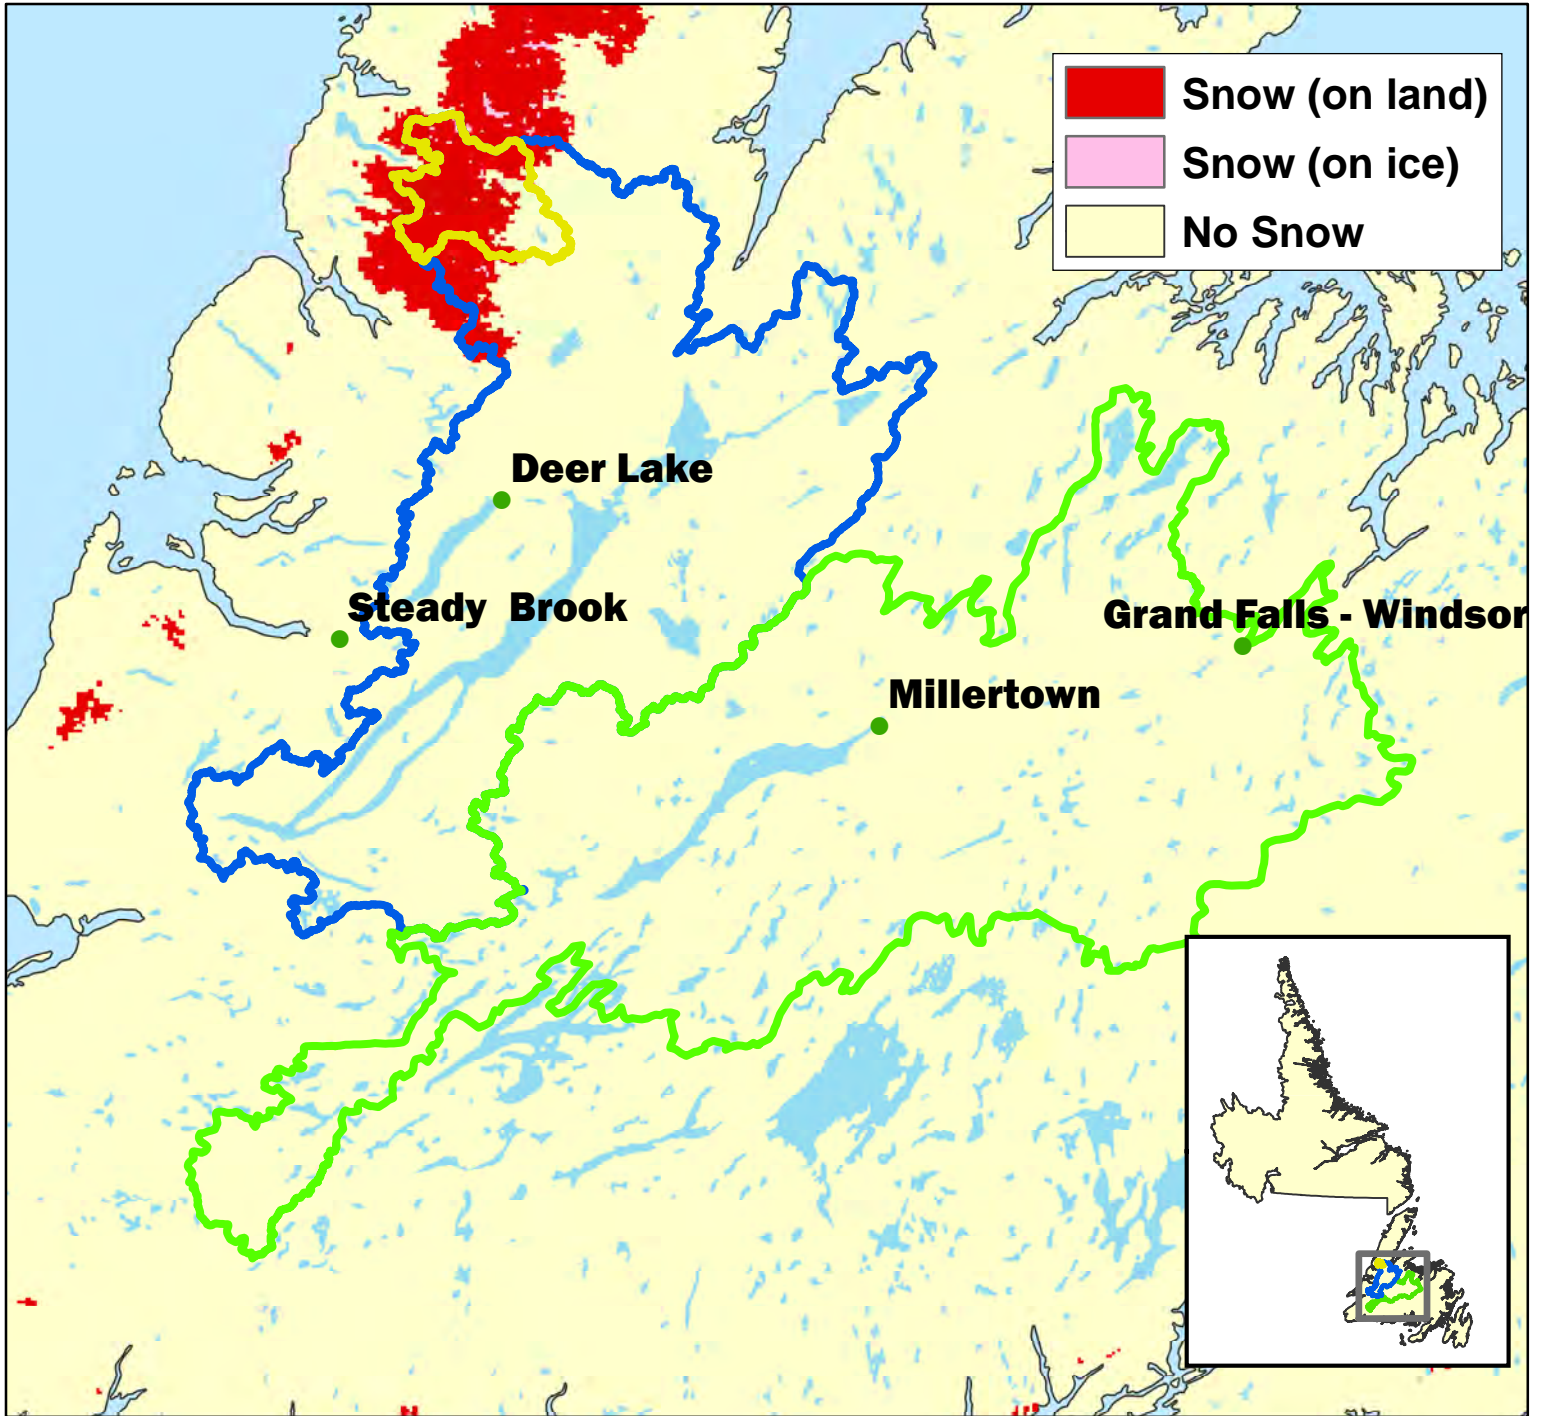 Snow (on land)
Snow (on ice)
No Snow
Deer Lake
Steady Brook
Grand Falls - Windsor
Millertown